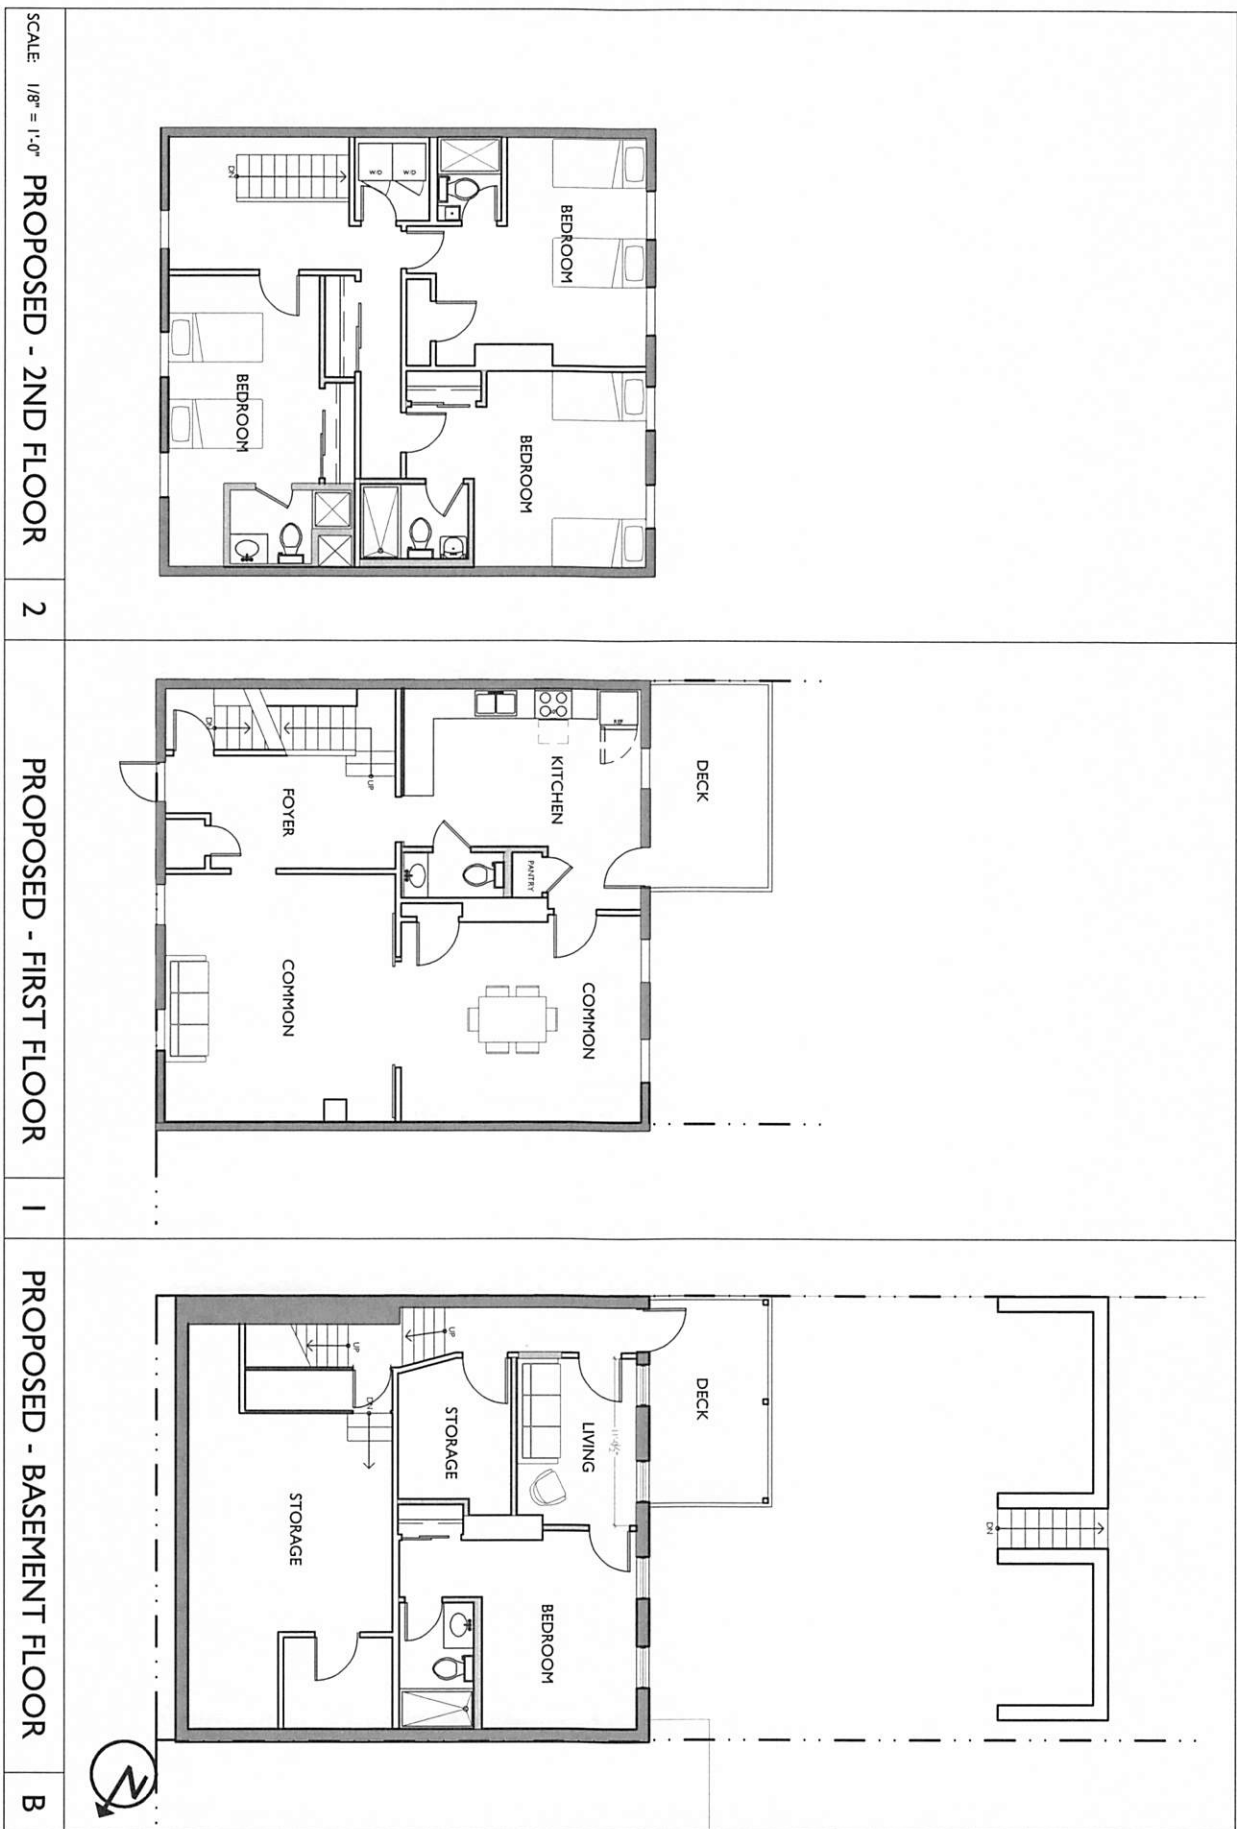 SCALE: 1/8" = 1'-0"
PROPOSED - 2ND FLOOR
2
DN
W D
W D
BEDROOM
BEDROOM
BEDROOM
PROPOSED - FIRST FLOOR
1
DN
UP
FOYER
KITCHEN
REF
PANTRY
DECK
COMMON
COMMON
PROPOSED - BASEMENT FLOOR
B
UP
UP
DN
STORAGE
STORAGE
LIVING
BEDROOM
DECK
DN
N